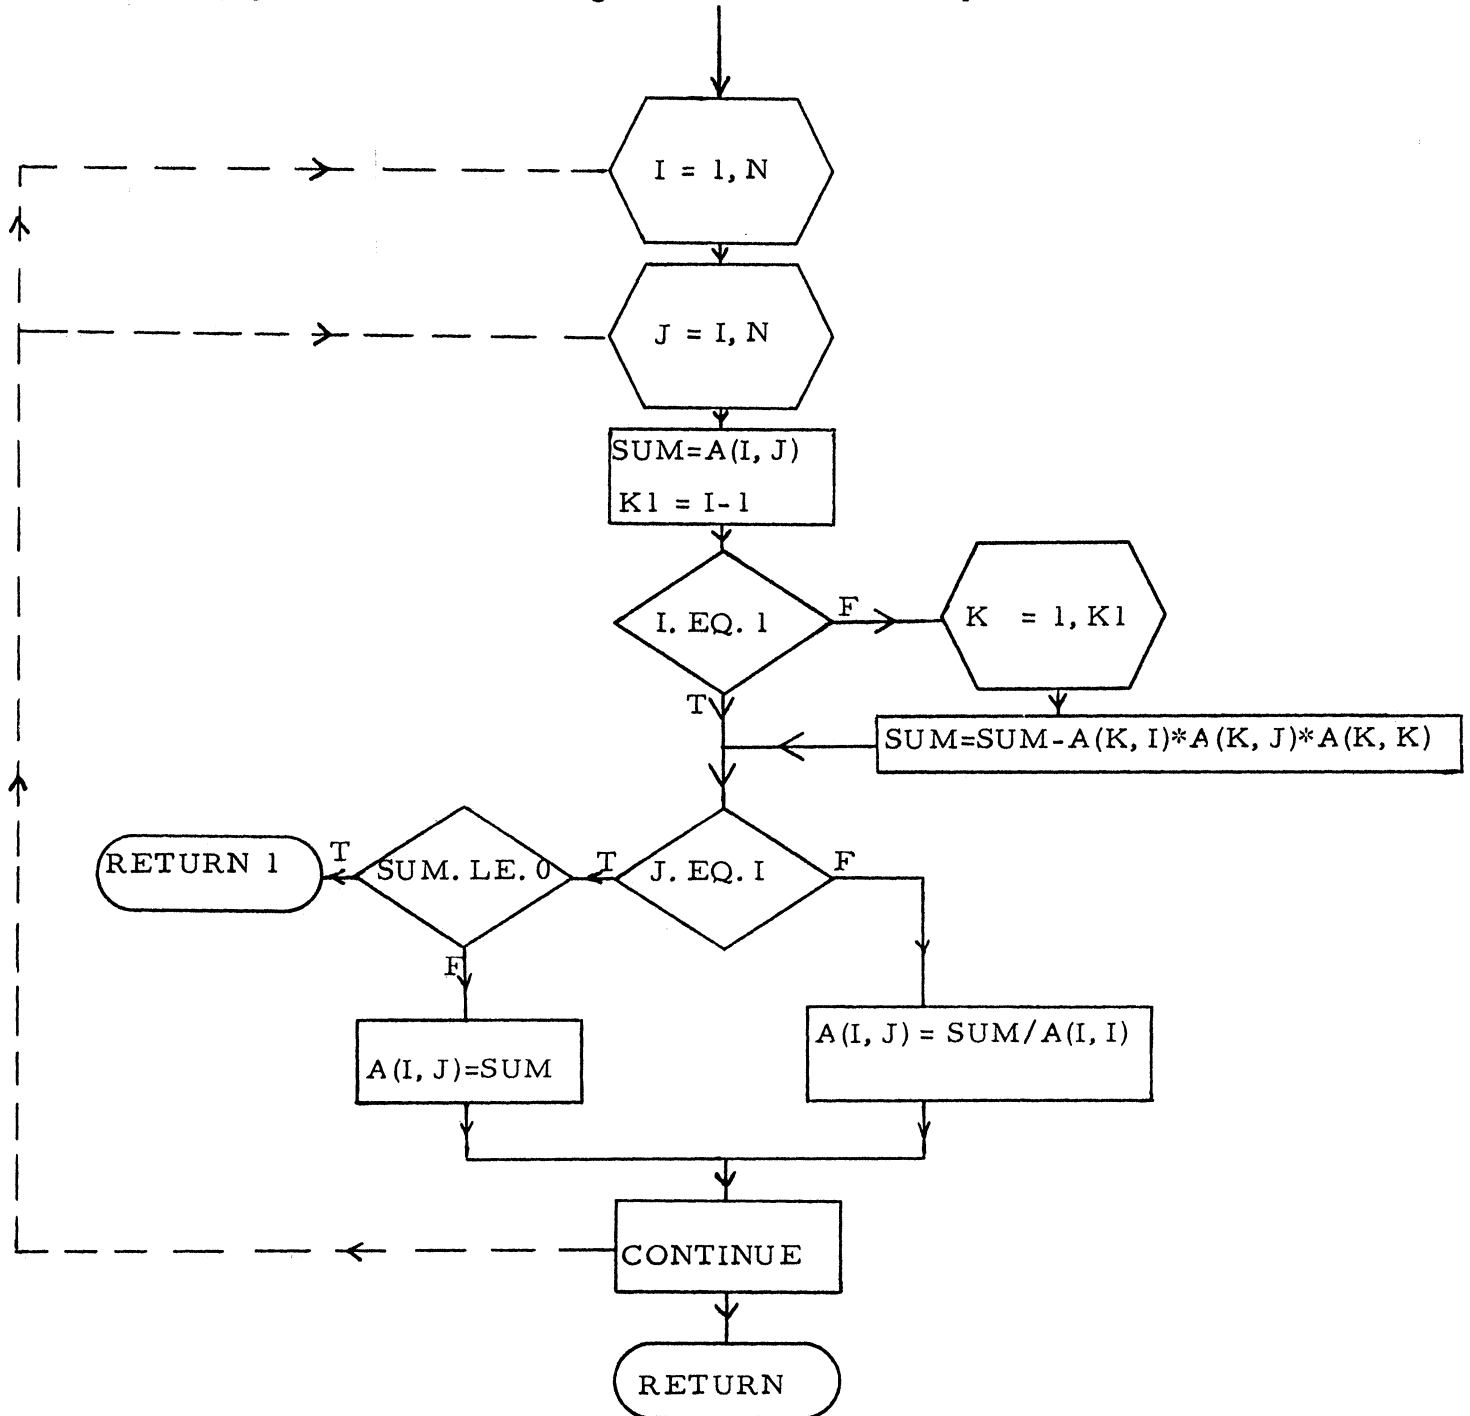 I = 1, N
J = I, N
SUM=A(I, J)
K1 = I-1
I. EQ. 1
F
K = 1, K1
T
SUM=SUM-A(K, I)*A(K, J)*A(K, K)
RETURN 1
T
SUM. LE. 0
T
J. EQ. I
F
F
A(I, J)=SUM
A(I, J) = SUM/A(I, I)
CONTINUE
RETURN